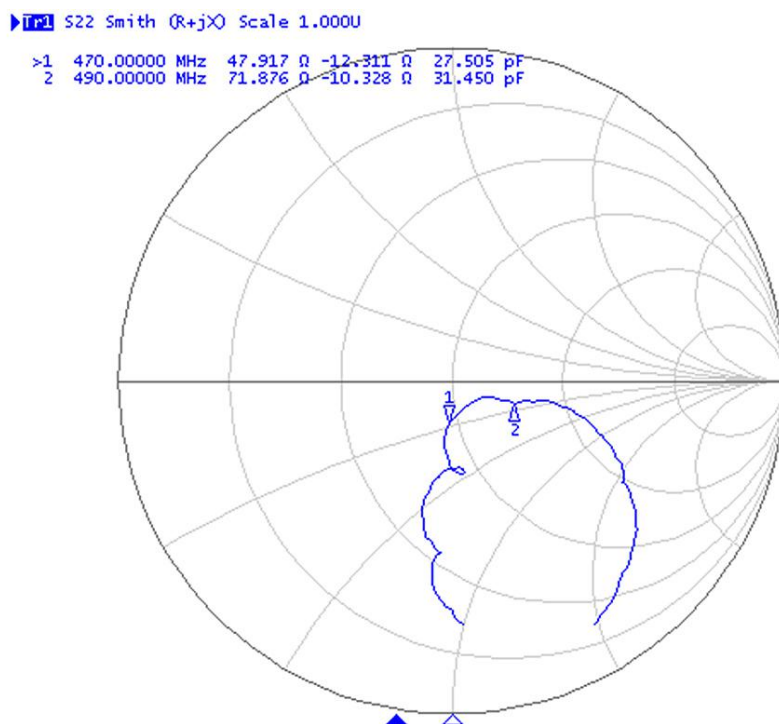 Tr1 S22 Smith (R+jX) Scale 1.000U
>1 470.00000 MHz 47.917 Ω -12.311 Ω 27.505 pF
2 490.00000 MHz 71.876 Ω -10.328 Ω 31.450 pF
1
2